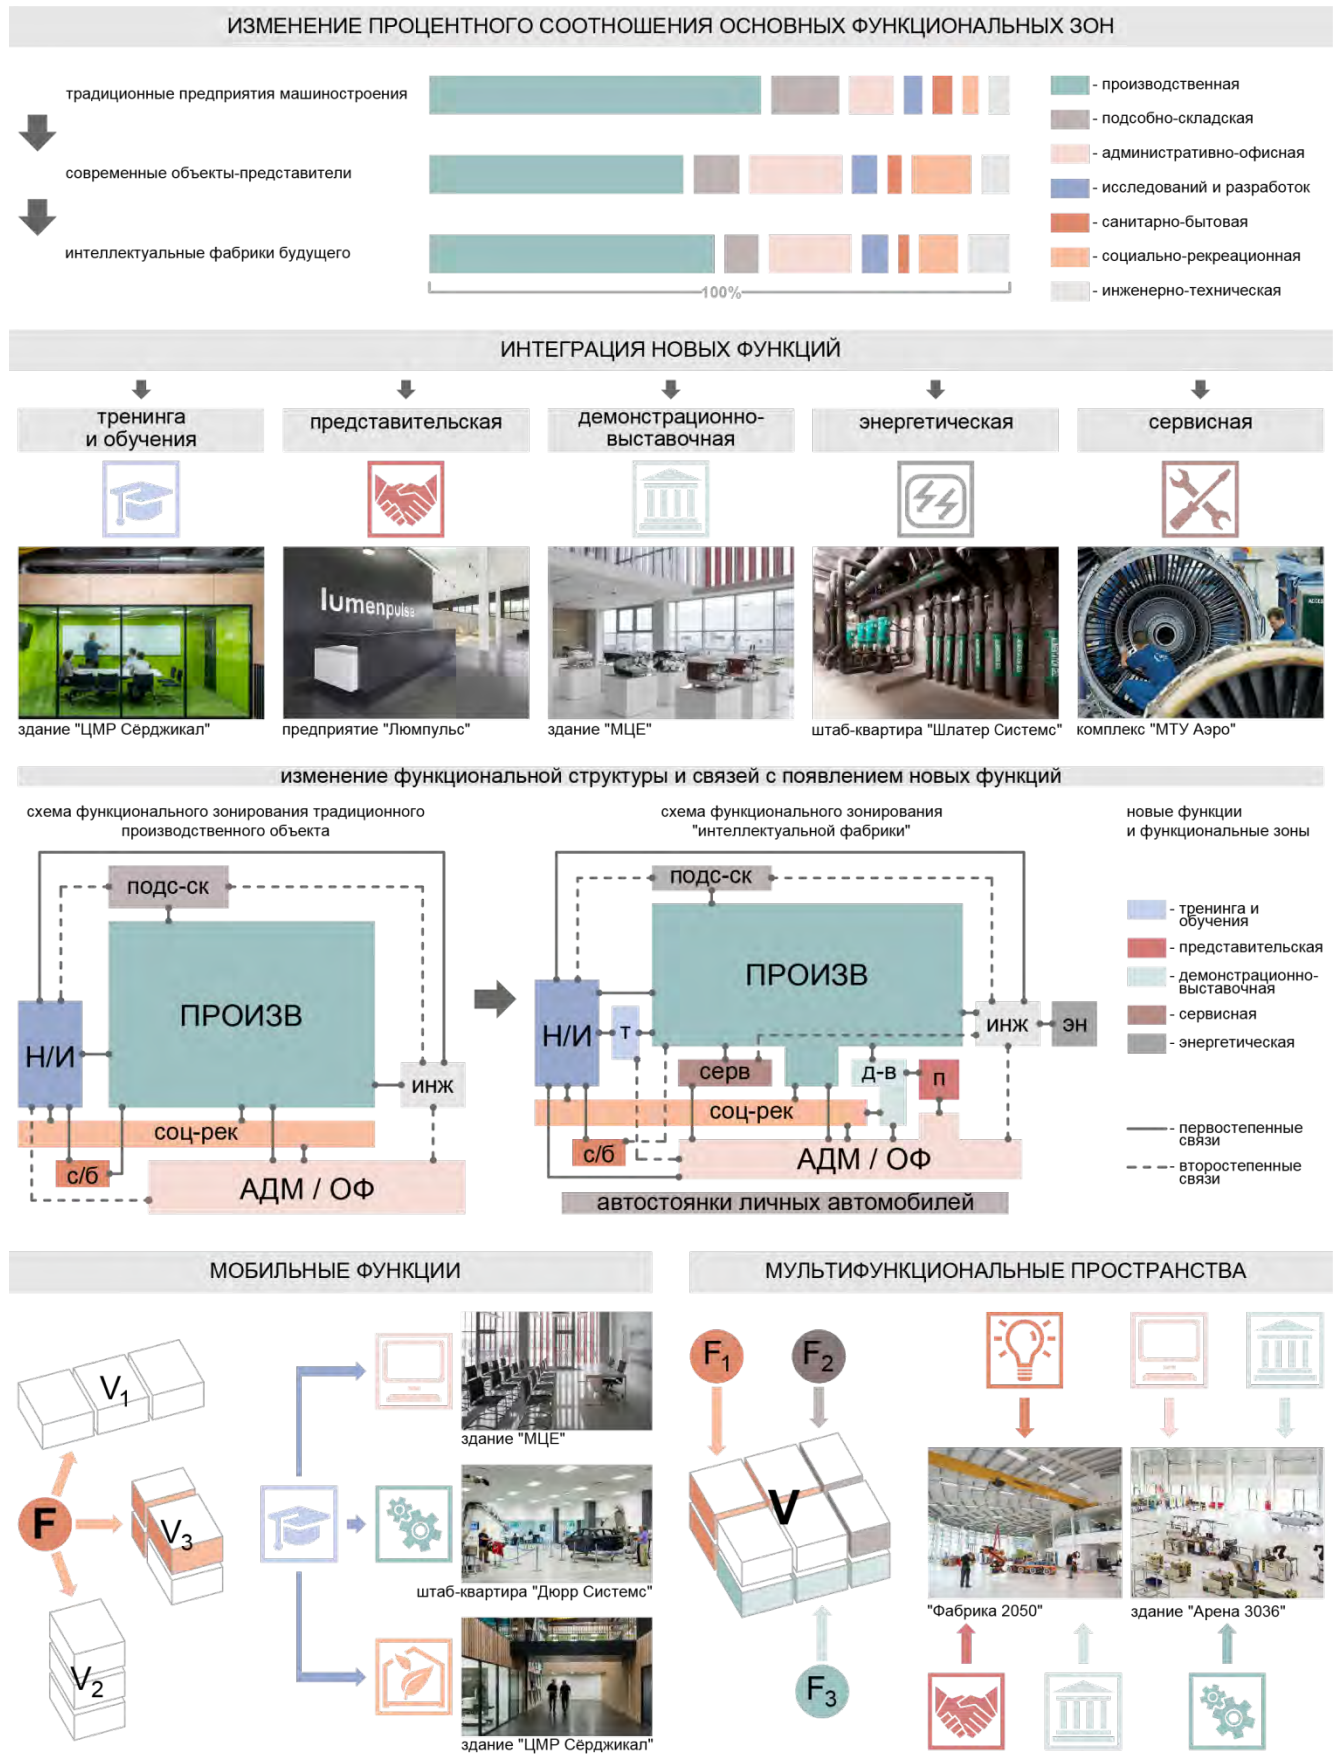 ИЗМЕНЕНИЕ ПРОЦЕНТНОГО СООТНОШЕНИЯ ОСНОВНЫХ ФУНКЦИОНАЛЬНЫХ ЗОН
традиционные предприятия машиностроения
современные объекты-представители
интеллектуальные фабрики будущего
100%
- производственная
- подсобно-складская
- административно-офисная
- исследований и разработок
- санитарно-бытовая
- социально-рекреационная
- инженерно-техническая
ИНТЕГРАЦИЯ НОВЫХ ФУНКЦИЙ
тренинга
и обучения
представительская
демонстрационно-
выставочная
энергетическая
сервисная
lumenpulse
ACCES
здание "ЦМР Сёрджикал"
предприятие "Люмпульс"
здание "МЦЕ"
штаб-квартира "Шлатер Системс"
комплекс "МТУ Аэро"
изменение функциональной структуры и связей с появлением новых функций
схема функционального зонирования традиционного
производственного объекта
подс-ск
ПРОИЗВ
Н/И
инж
соц-рек
с/б
АДМ / ОФ
схема функционального зонирования
"интеллектуальной фабрики"
подс-ск
ПРОИЗВ
Н/И
т
инж
эн
серв
д-в
п
соц-рек
с/б
АДМ / ОФ
автостоянки личных автомобилей
новые функции
и функциональные зоны
- тренинга и
обучения
- представительская
- демонстрационно-
выставочная
- сервисная
- энергетическая
- первостепенные
связи
- второстепенные
связи
МОБИЛЬНЫЕ ФУНКЦИИ
V1
F
V3
V2
здание "МЦЕ"
штаб-квартира "Дюрр Системс"
здание "ЦМР Сёрджикал"
МУЛЬТИФУНКЦИОНАЛЬНЫЕ ПРОСТРАНСТВА
F1
F2
V
F3
"Фабрика 2050"
здание "Арена 3036"